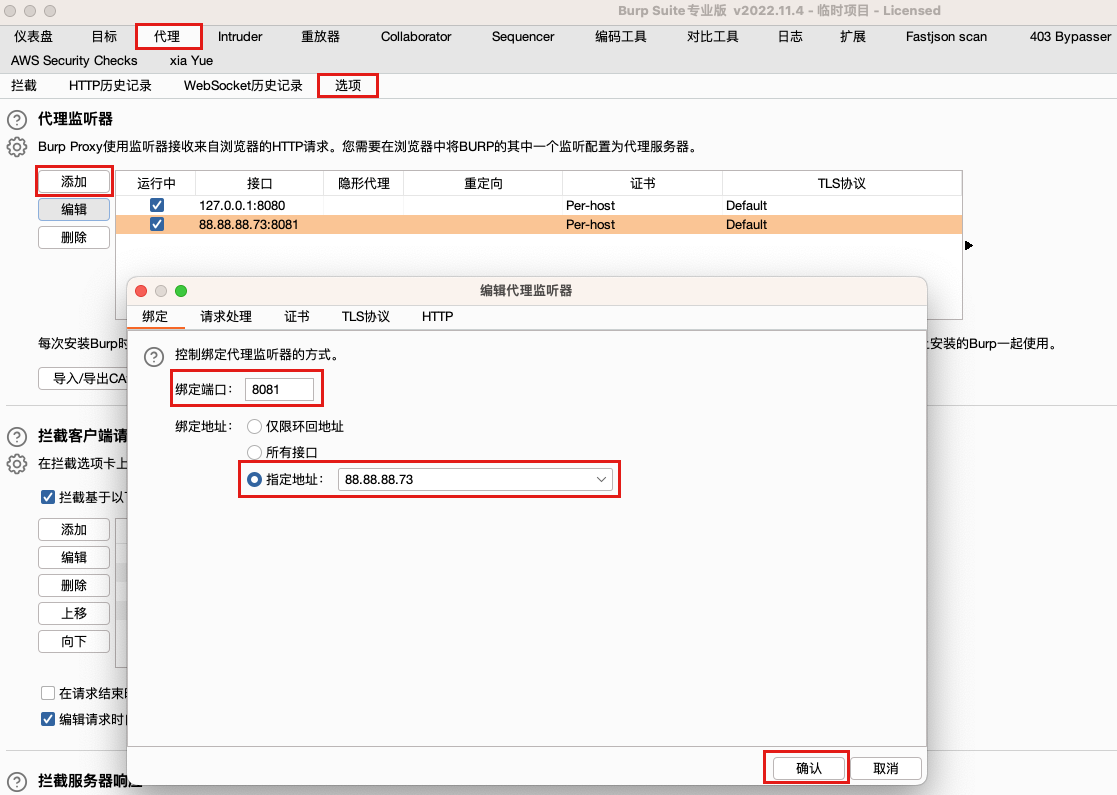 Burp Suite专业版 v2022.11.4 - 临时项目 - Licensed
仪表盘 目标 代理 Intruder 重放器 Collaborator Sequencer 编码工具 对比工具 日志 扩展 Fastjson scan 403 Bypasser
AWS Security Checks xia Yue
拦截 HTTP历史记录 WebSocket历史记录 选项
代理监听器
Burp Proxy使用监听器接收来自浏览器的HTTP请求。您需要在浏览器中将BURP的其中一个监听配置为代理服务器。
添加 运行中 接口 隐形代理 重定向 证书 TLS协议
127.0.0.1:8080 Per-host Default
编辑
88.88.88.73:8081 Per-host Default
删除
编辑代理监听器
绑定 请求处理 证书 TLS协议 HTTP
每次安装Burp 安装的Burp一起使用。
控制绑定代理监听器的方式。
导入/导出CA
绑定端口: 8081
绑定地址: 仅限环回地址
拦截客户端请
所有接口
在拦截选项卡上
指定地址: 88.88.88.73
拦截基于以
添加
编辑
删除
上移
向下
在请求结束
编辑请求时
确认 取消
拦截服务器响应